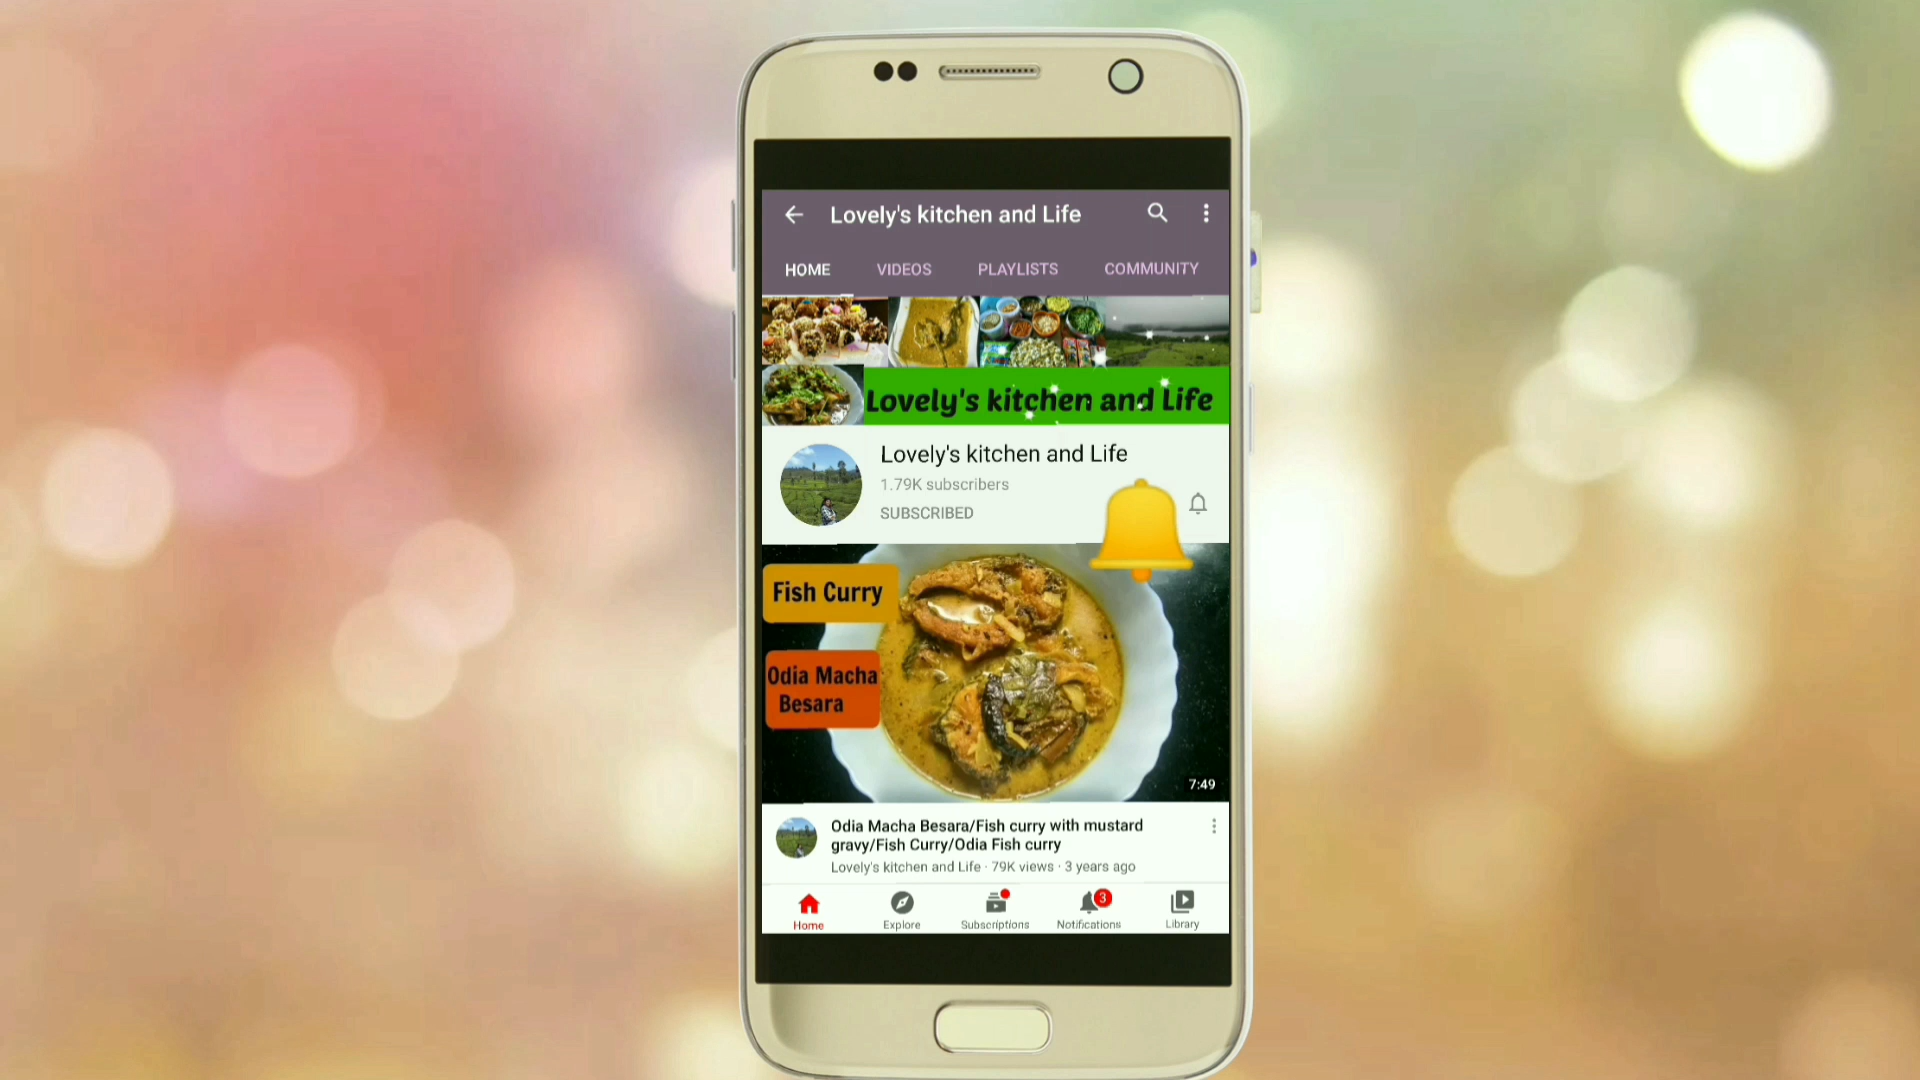 Lovely's kitchen and Life
HOME VIDEOS PLAYLISTS COMMUNITY
Lovely's kitchen and Life
Lovely's kitchen and Life
1.79K subscribers
SUBSCRIBED
Fish Curry
Odia Macha
Besara
7:49
Odia Macha Besara/Fish curry with mustard
gravy/Fish Curry/Odia Fish curry
Lovely's kitchen and Life · 79K views · 3 years ago
3
Home Explore Subscriptions Notifications Library